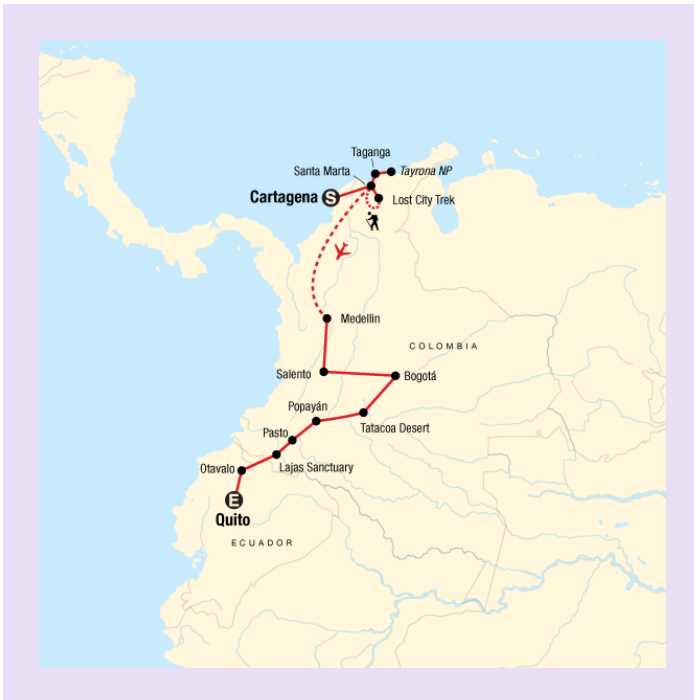 Taganga
Santa Marta
Tayrona NP
Cartagena S
Lost City Trek
Medellin
COLOMBIA
Salento
Bogotá
Popayán
Tatacoa Desert
Pasto
Otavalo
Lajas Sanctuary
E
Quito
ECUADOR